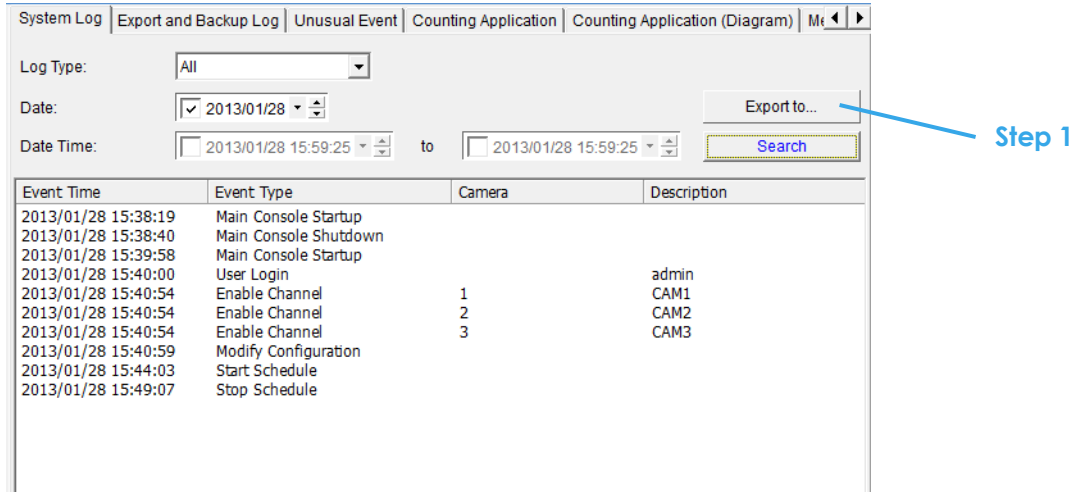 System Log Export and Backup Log Unusual Event Counting Application Counting Application (Diagram)
Log Type: All
Date: 2013/01/28 Export to...
Step 1
Date Time: 2013/01/28 15:59:25 to 2013/01/28 15:59:25 Search
Event Time Event Type Camera Description
2013/01/28 15:38:19 Main Console Startup
2013/01/28 15:38:40 Main Console Shutdown
2013/01/28 15:39:58 Main Console Startup
2013/01/28 15:40:00 User Login admin
2013/01/28 15:40:54 Enable Channel 1 CAM1
2013/01/28 15:40:54 Enable Channel 2 CAM2
2013/01/28 15:40:54 Enable Channel 3 CAM3
2013/01/28 15:40:59 Modify Configuration
2013/01/28 15:44:03 Start Schedule
2013/01/28 15:49:07 Stop Schedule